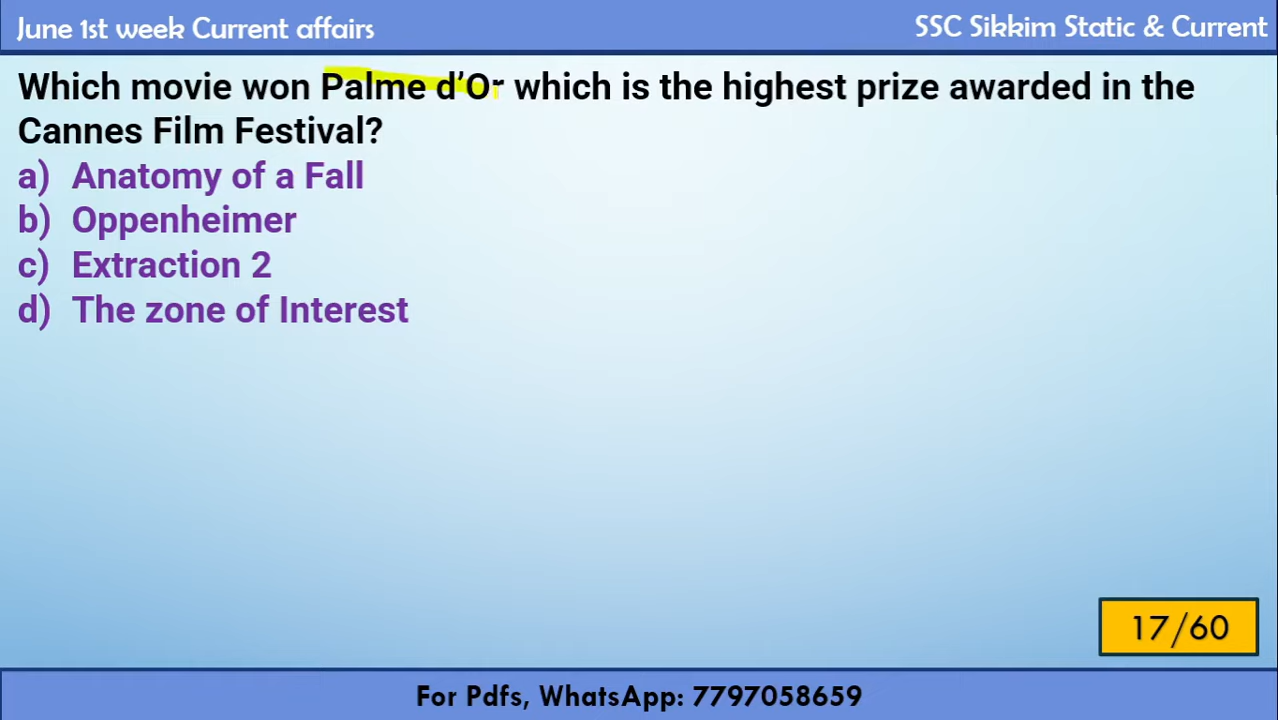 June 1st week Current affairs
SSC Sikkim Static & Current
Which movie won Palme d’Or which is the highest prize awarded in the
Cannes Film Festival?
a) Anatomy of a Fall
b) Oppenheimer
c) Extraction 2
d) The zone of Interest
17/60
For Pdfs, WhatsApp: 7797058659